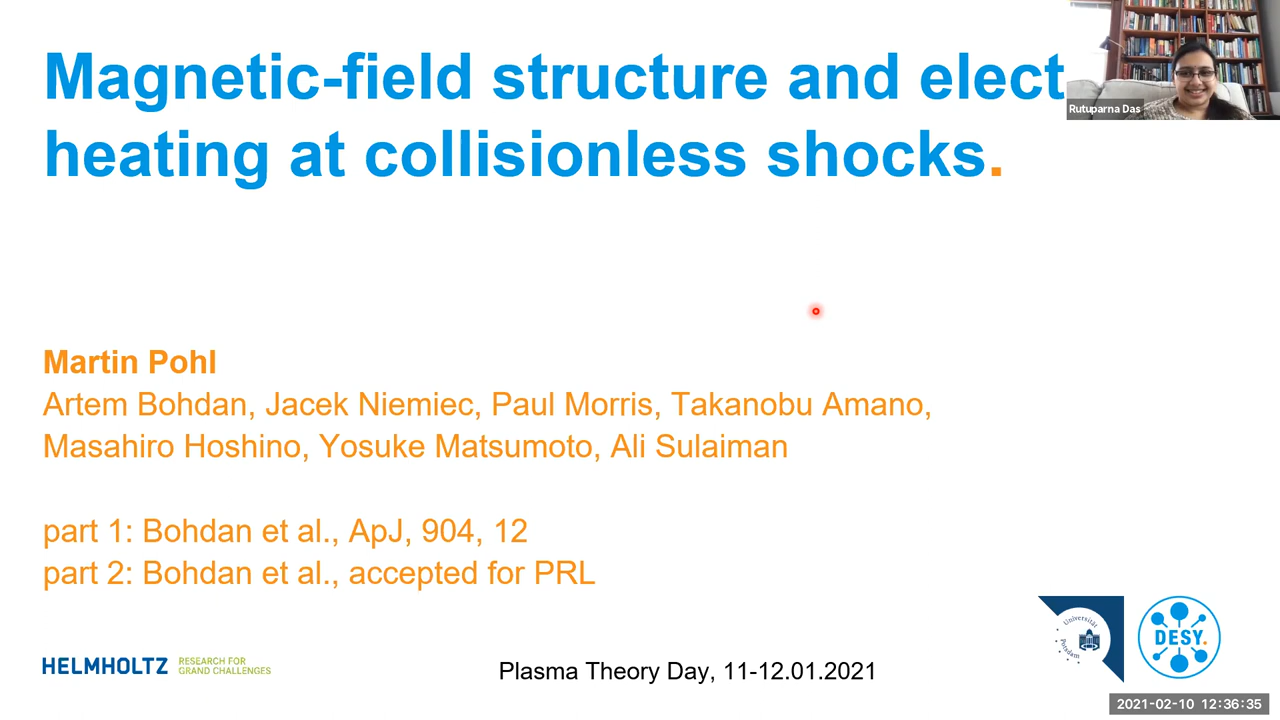 Magnetic-field structure and elect
heating at collisionless shocks.
Rutuparna Das
Martin Pohl
Artem Bohdan, Jacek Niemiec, Paul Morris, Takanobu Amano,
Masahiro Hoshino, Yosuke Matsumoto, Ali Sulaiman
part 1: Bohdan et al., ApJ, 904, 12
part 2: Bohdan et al., accepted for PRL
HELMHOLTZ
RESEARCH FOR
GRAND CHALLENGES
Plasma Theory Day, 11-12.01.2021
Universität
Potsdam
DESY.
2021-02-10 12:36:35